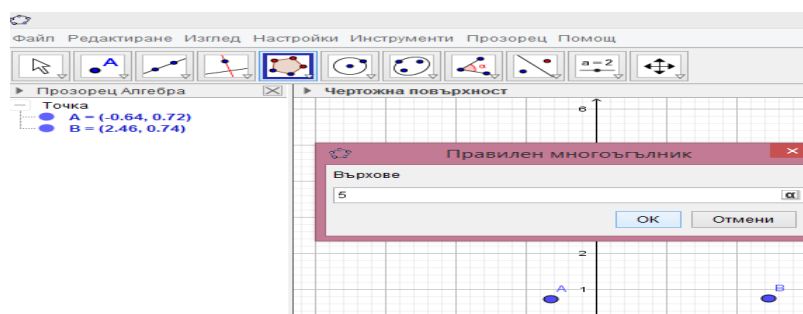 Файл Редактиране Изглед Настройки Инструменти Прозорец Помощ
A
a = 2
Прозорец Алгебра
Чертожна повърхност
Точка
A = (-0.64, 0.72)
B = (2.46, 0.74)
6
Правилен многоъгълник
Върхове
5
α
OK
Отмени
2
1
A
B